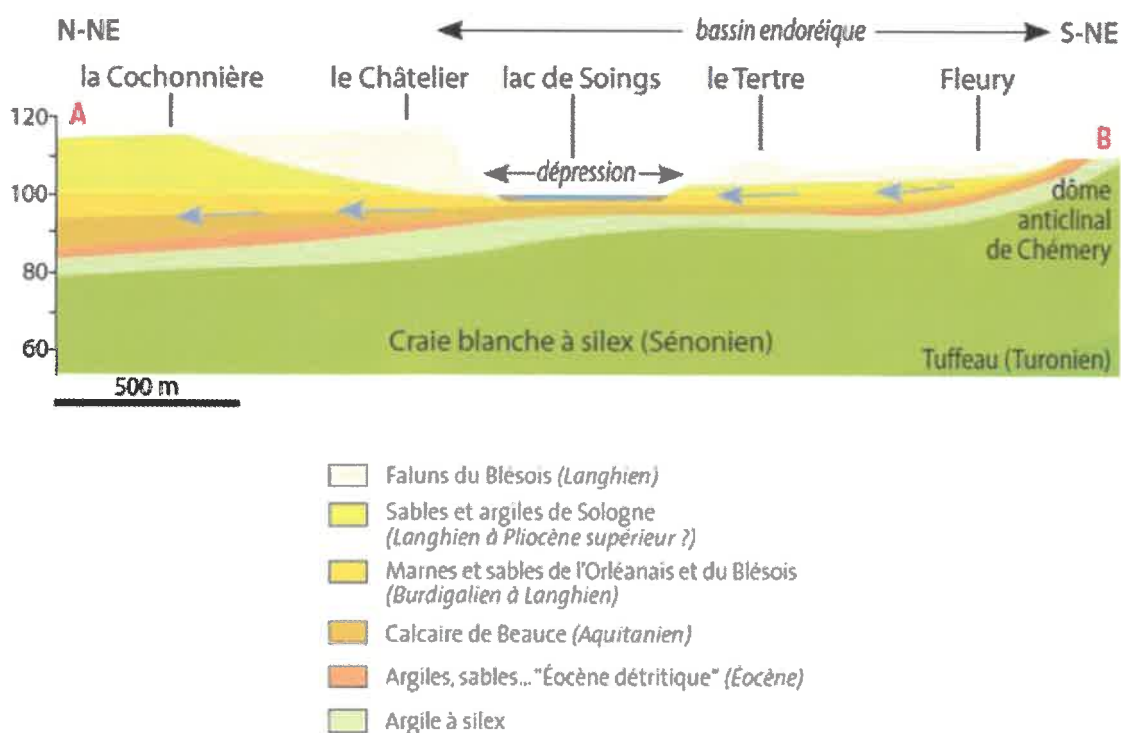 N-NE
bassin endoréique
S-NE
la Cochonnière
le Châtelier
lac de Soings
le Tertre
Fleury
120
A
B
dépression
100
dôme
anticlinal
de Chémery
80
Craie blanche à silex (Sénonien)
60
Tuffeau (Turonien)
500 m
Faluns du Blésois (Langhien)
Sables et argiles de Sologne
(Langhien à Pliocène supérieur ?)
Marnes et sables de l'Orléanais et du Blésois
(Burdigalien à Langhien)
Calcaire de Beauce (Aquitanien)
Argiles, sables... "Éocène détritique" (Éocène)
Argile à silex